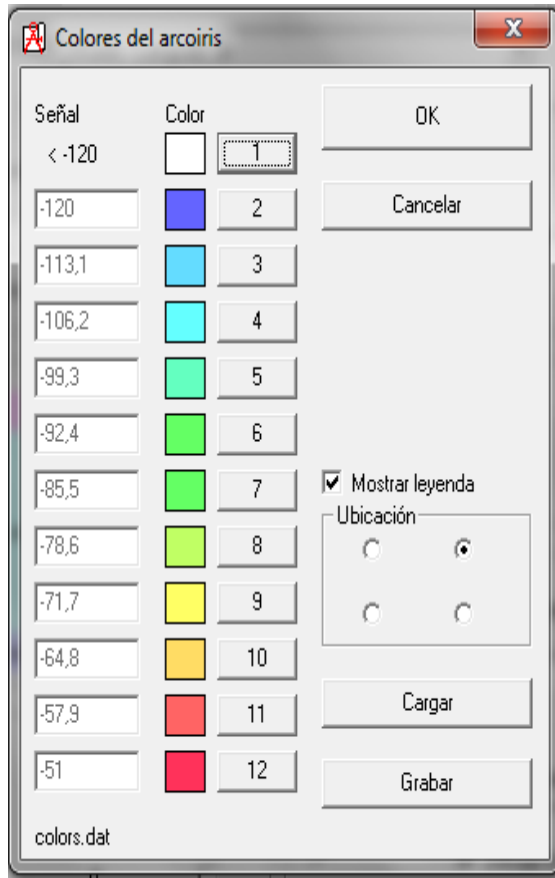 Colores del arcoiris
Señal Color
< -120 1
-120 2
-113,1 3
-106,2 4
-99,3 5
-92,4 6
-85,5 7
-78,6 8
-71,7 9
-64,8 10
-57,9 11
-51 12
colors.dat
OK
Cancelar
Mostrar leyenda
Ubicación
Cargar
Grabar